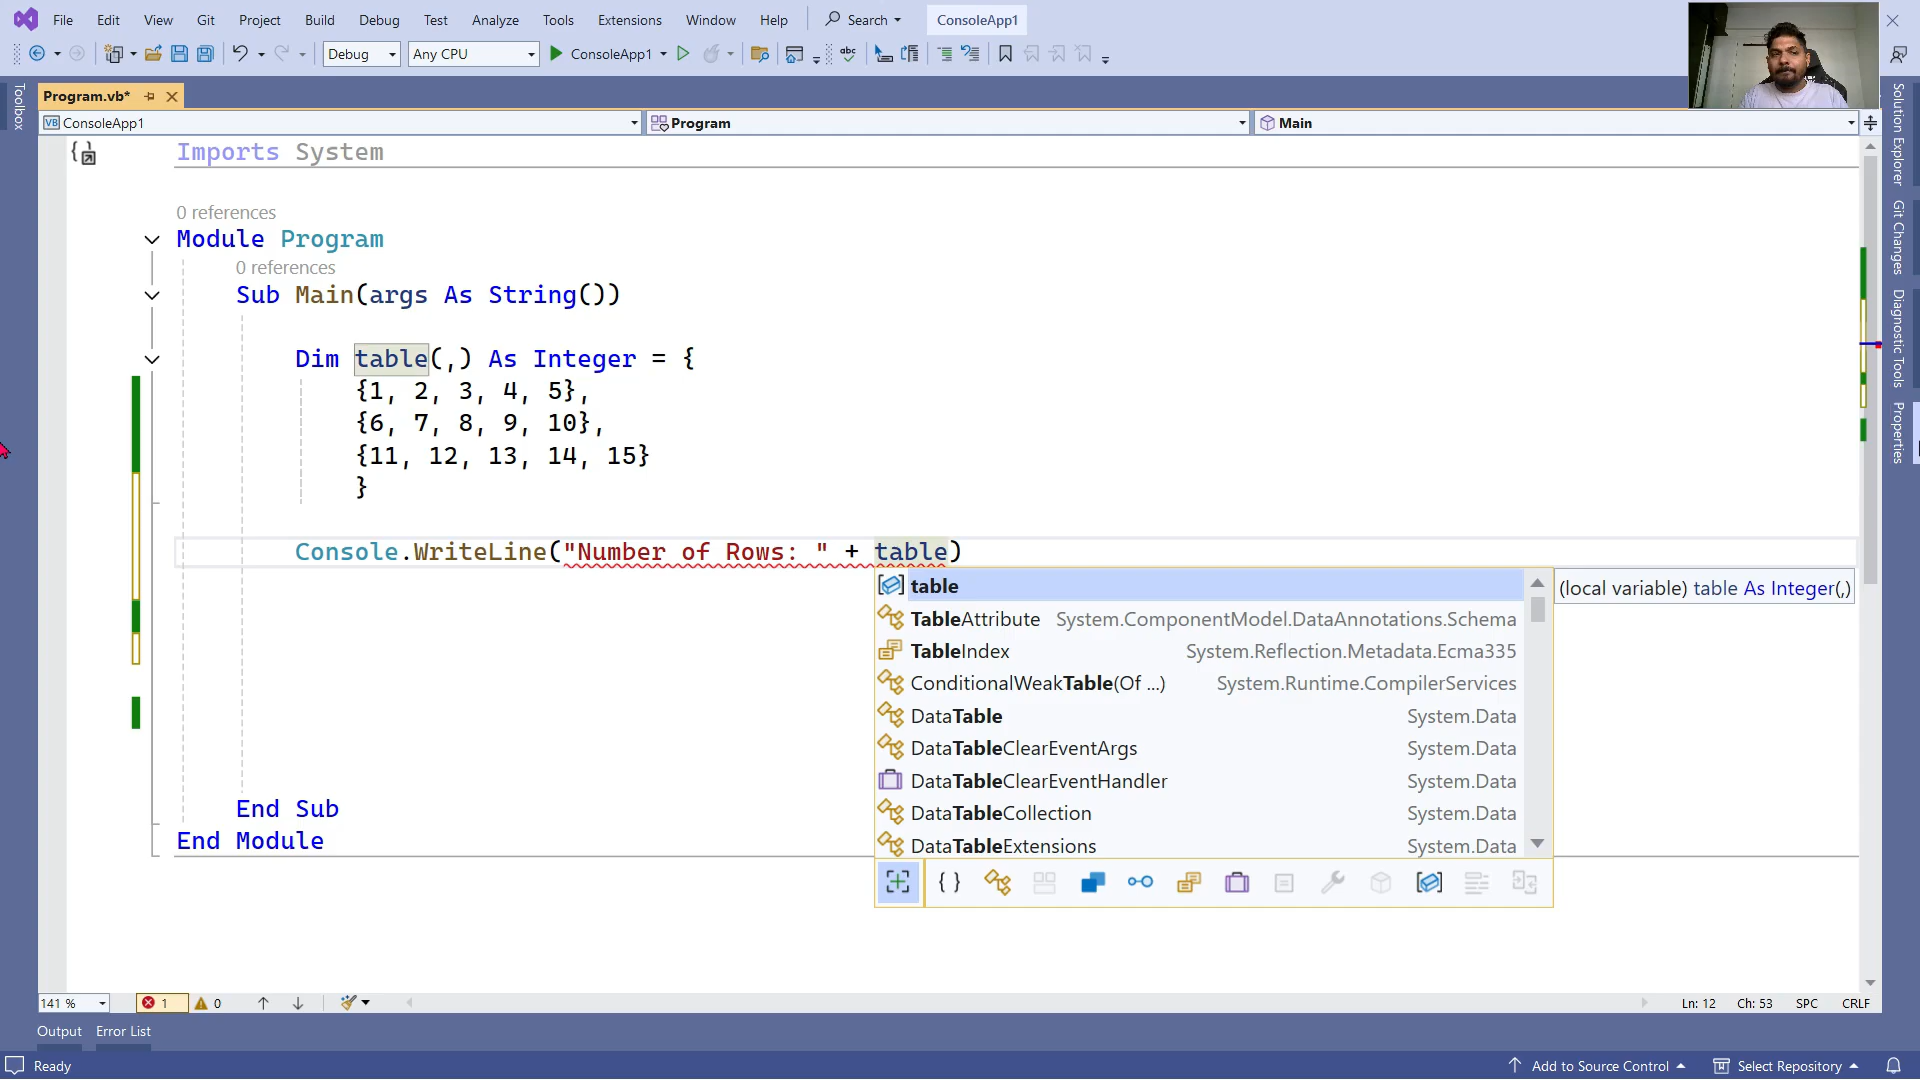 File Edit View Git Project Build Debug Test Analyze Tools Extensions Window Help Search ConsoleApp1
Debug Any CPU ConsoleApp1 abc
Toolbox
Program.vb*
VB ConsoleApp1 Program Main
Imports System
0 references
Module Program
0 references
Sub Main(args As String())
Dim table(,) As Integer = {
{1, 2, 3, 4, 5},
{6, 7, 8, 9, 10},
{11, 12, 13, 14, 15}
}
Console.WriteLine("Number of Rows: " + table)
table
(local variable) table As Integer(,)
TableAttribute System.ComponentModel.DataAnnotations.Schema
TableIndex System.Reflection.Metadata.Ecma335
ConditionalWeakTable(Of ...) System.Runtime.CompilerServices
DataTable System.Data
DataTableClearEventArgs System.Data
DataTableClearEventHandler System.Data
DataTableCollection System.Data
DataTableExtensions System.Data
End Sub
End Module
Solution Explorer
Git Changes
Diagnostic Tools
Properties
141 % 1 0 Ln: 12 Ch: 53 SPC CRLF
Output Error List
Ready Add to Source Control Select Repository